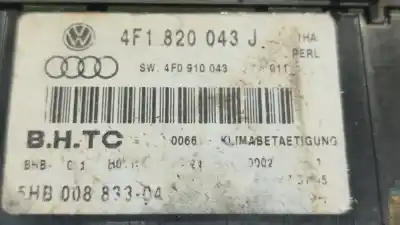 4F1 820 043 J
THA
PERL
SW. 4F0 910 043
011
B.H.TC
0066
KLIMABETAETIGUNG
0002
5HB 008 833-04